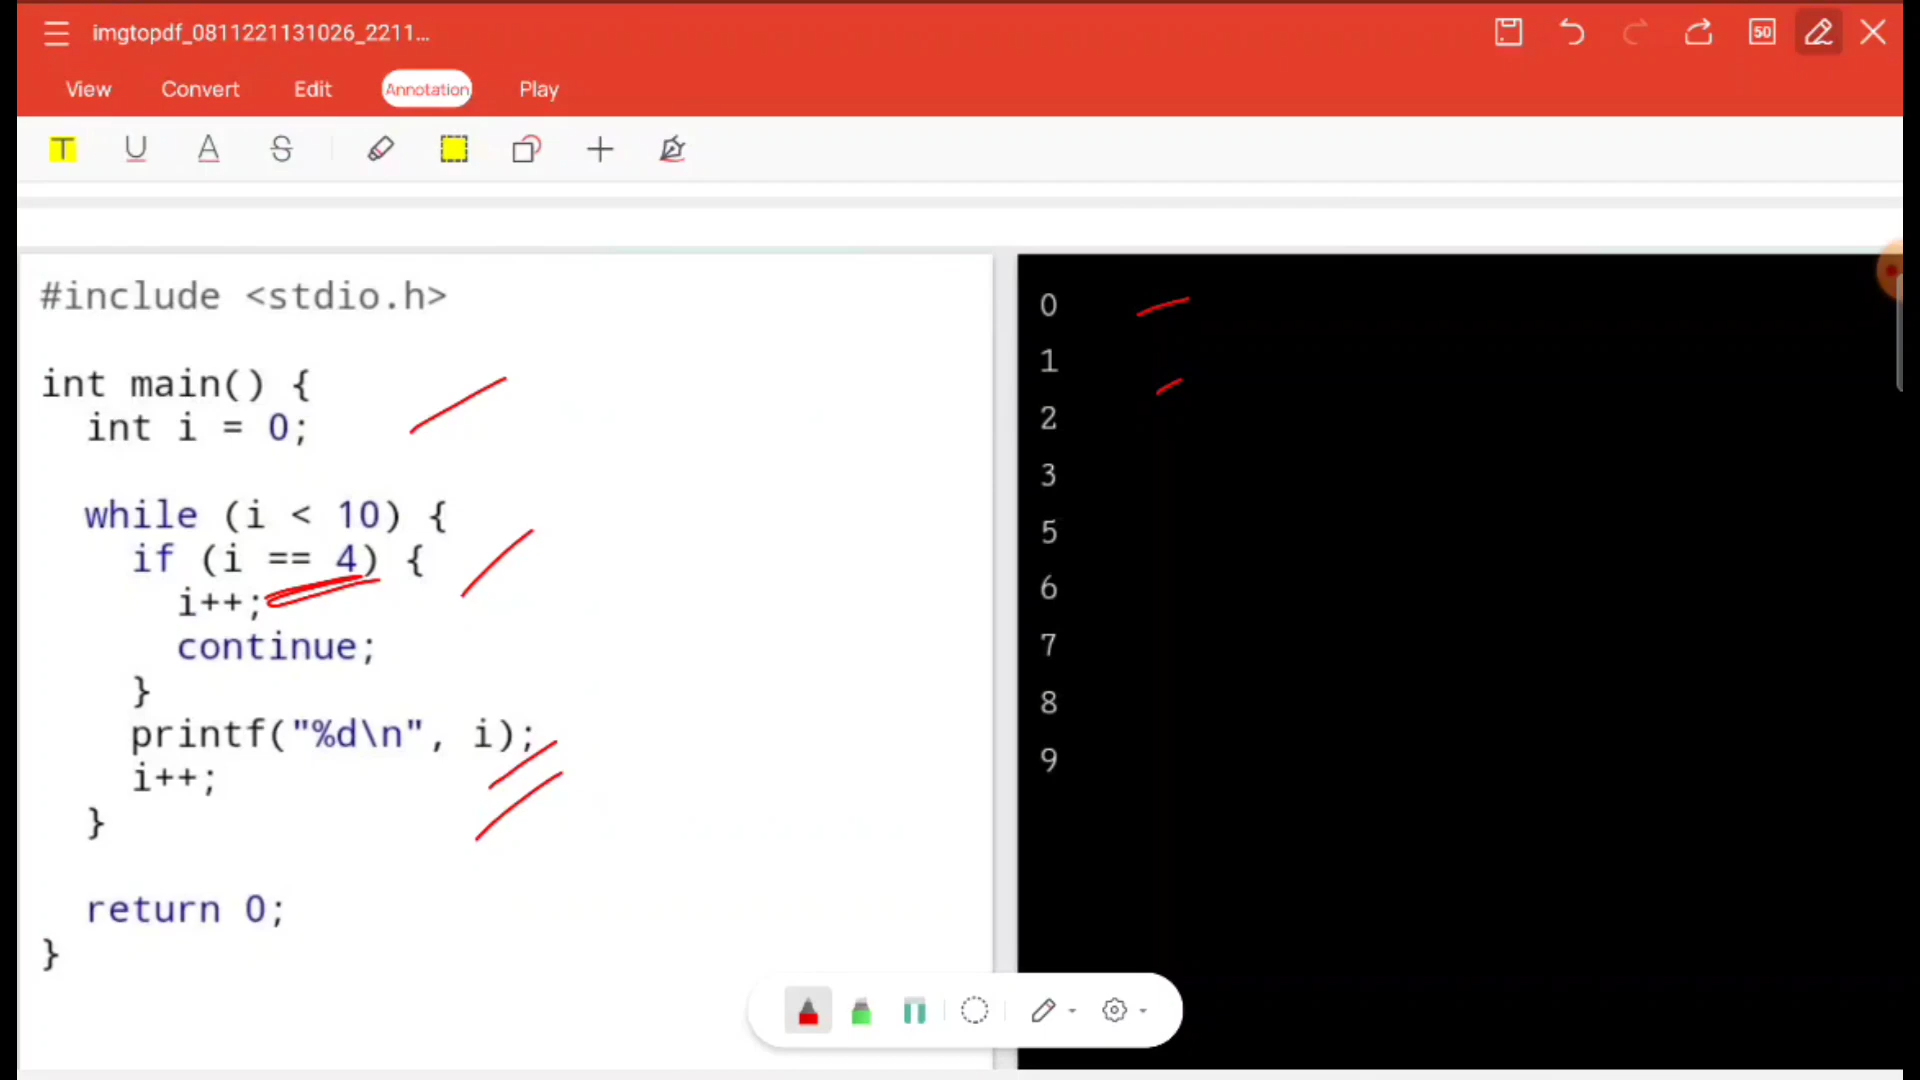 imgtopdf_0811221131026_2211...
50
View Convert Edit Annotation Play
T U A S
#include <stdio.h>
int main() {
int i = 0;
while (i < 10) {
if (i == 4) {
i++;
continue;
}
printf("%d\n", i);
i++;
}
return 0;
}
0
1
2
3
5
6
7
8
9